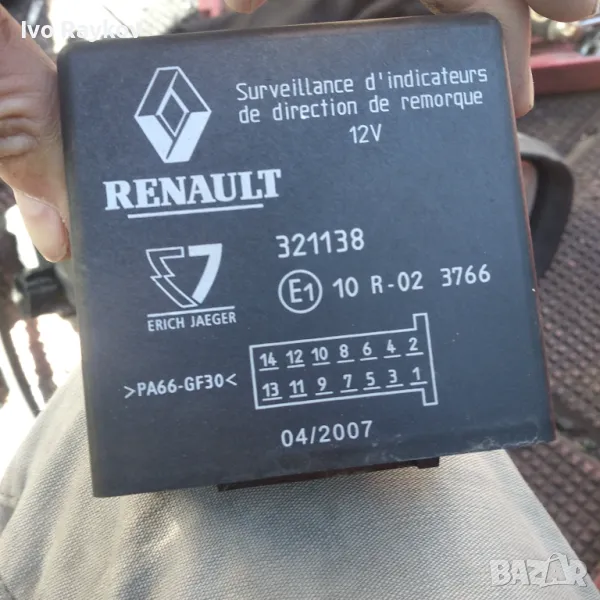 Ivo Raykov
Surveillance d'indicateurs
de direction de remorque
12V
RENAULT
321138
E1 10 R-02 3766
ERICH JAEGER
>PA66-GF30<
14 12 10 8 6 4 2
13 11 9 7 5 3 1
04/2007
BAZAR